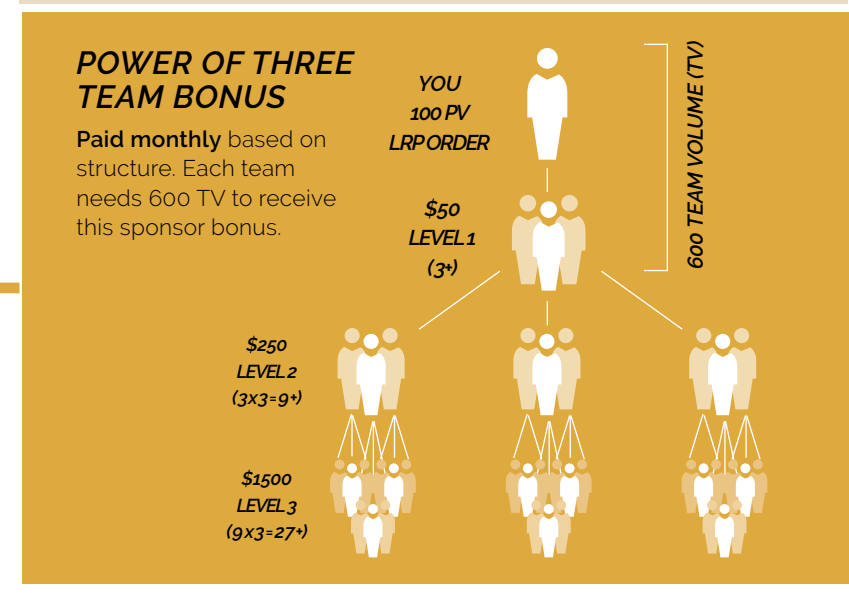 POWER OF THREE
TEAM BONUS
Paid monthly based on
structure. Each team
needs 600 TV to receive
this sponsor bonus.
YOU
100 PV
LRP ORDER
600 TEAM VOLUME (TV)
$50
LEVEL 1
(3+)
$250
LEVEL 2
(3x3=9+)
$1500
LEVEL 3
(9x3=27+)